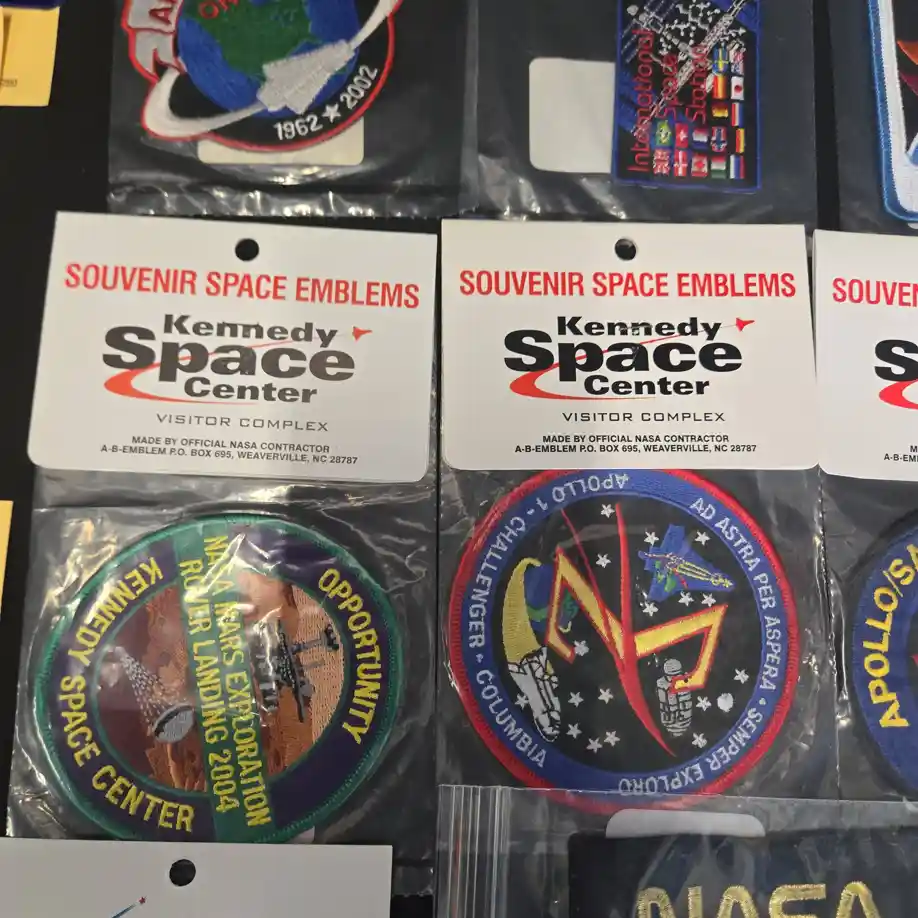 1962 ★ 2002
International
Space
Station
SOUVENIR SPACE EMBLEMS
Kennedy
Space
Center
VISITOR COMPLEX
MADE BY OFFICIAL NASA CONTRACTOR
A-B-EMBLEM P.O. BOX 695, WEAVERVILLE, NC 28787
SOUVENIR SPACE EMBLEMS
Kennedy
Space
Center
VISITOR COMPLEX
MADE BY OFFICIAL NASA CONTRACTOR
A-B-EMBLEM P.O. BOX 695, WEAVERVILLE, NC 28787
KENNEDY SPACE CENTER
OPPORTUNITY
NASA MARS EXPLORATION
ROVER LANDING 2004
APOLLO 1 • CHALLENGER • COLUMBIA
AD ASTRA PER ASPERA • SEMPER EXPLORO
NASA